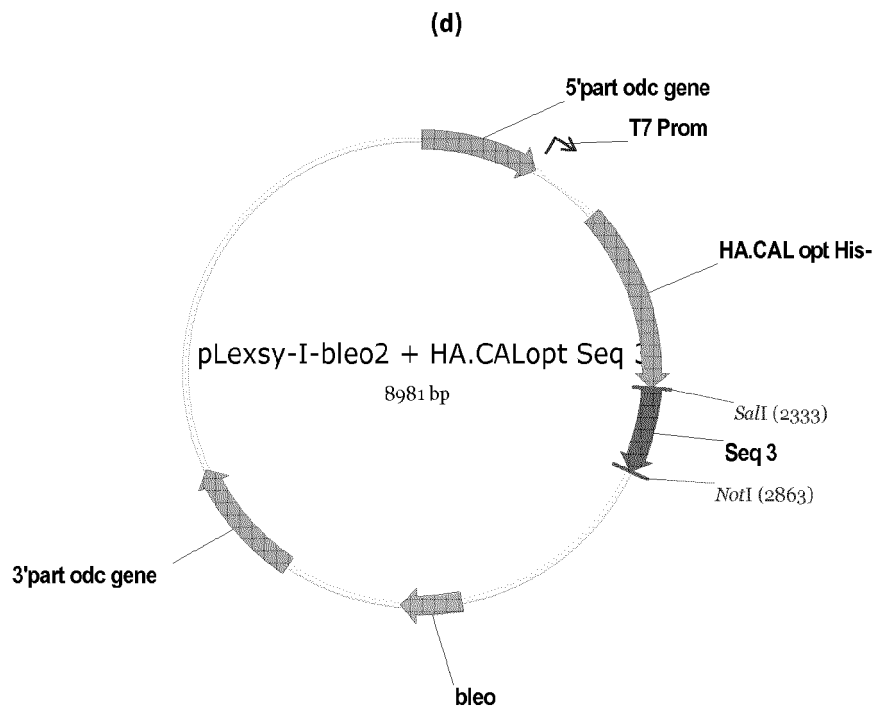 (d)
5'part odc gene
T7 Prom
HA.CAL opt His-
pLexsy-I-bleo2 + HA.CALopt Seq
8981 bp
SalI (2333)
Seq 3
NotI (2863)
3'part odc gene
bleo